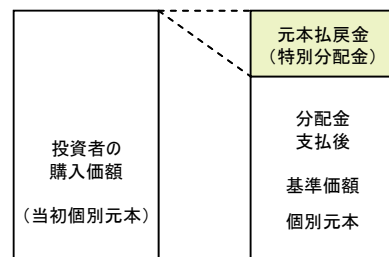 投資者の
購入価額
（当初個別元本）
元本払戻金
（特別分配金）
分配金
支払後
基準価額
個別元本